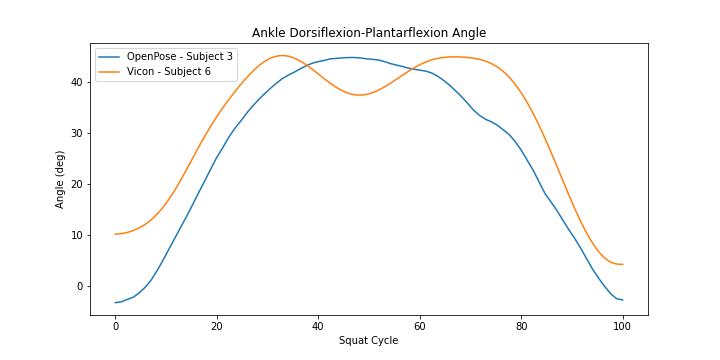 Ankle Dorsiflexion-Plantarflexion Angle
OpenPose - Subject 3
Vicon - Subject 6
Angle (deg)
40
30
20
10
0
0 20 40 60 80 100
Squat Cycle